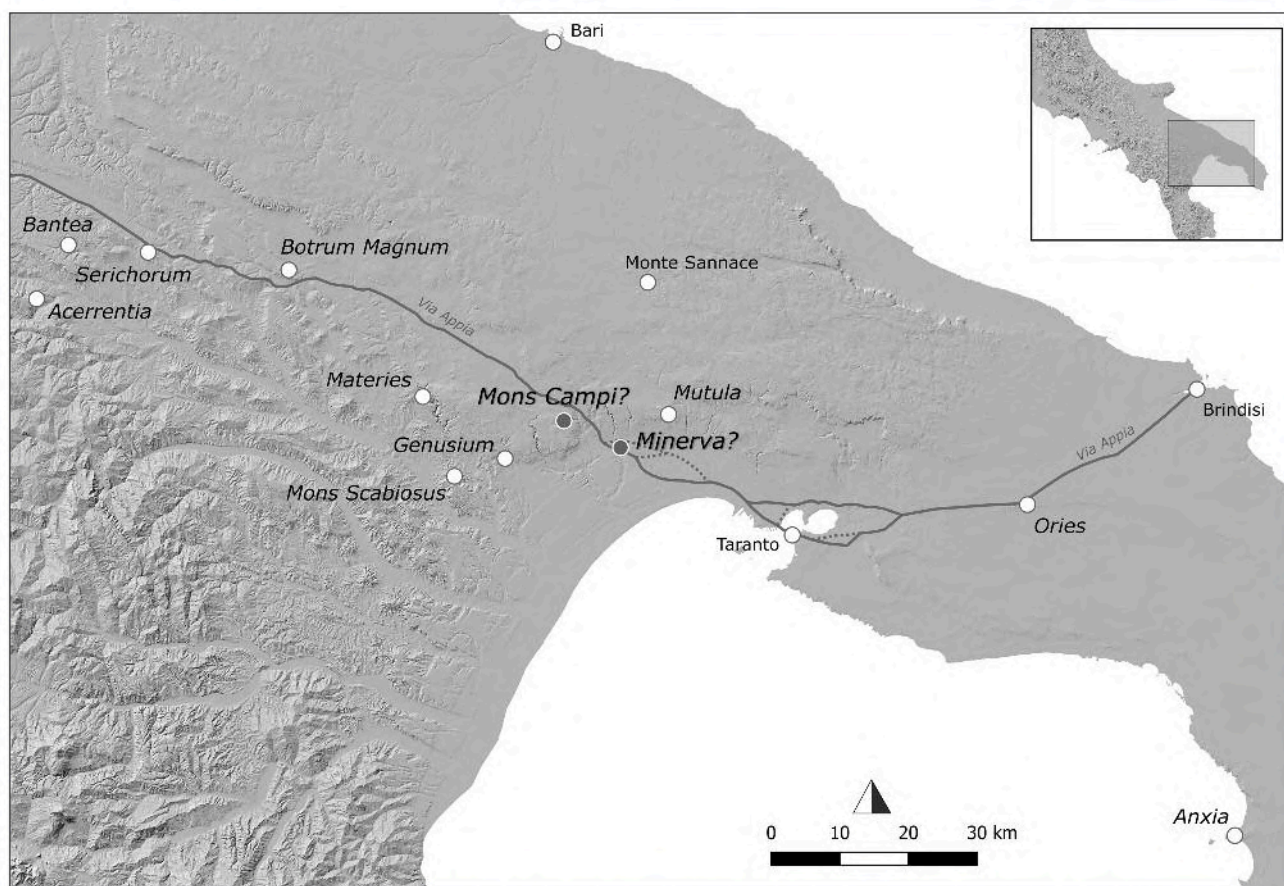 Bari
Bantea
Serichorum
Acerrentia
Botrum Magnum
Monte Sannace
Via Appia
Materies
Mons Campi?
Mutula
Genusium
Minerva?
Mons Scabiosus
Brindisi
Via Appia
Ories
Taranto
Anxia
0 10 20 30 km